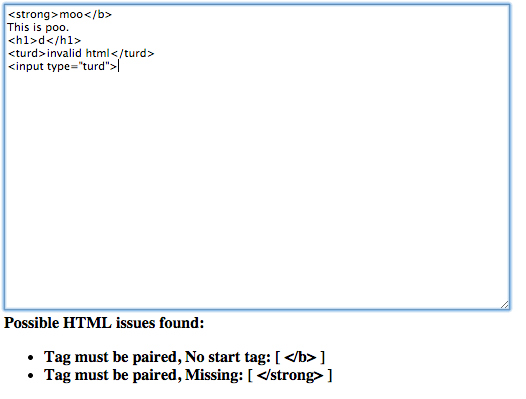 <strong>moo</b>
This is poo.
<h1>d</h1>
<turd>invalid html</turd>
<input type="turd">
Possible HTML issues found:
• Tag must be paired, No start tag: [ </b> ]
• Tag must be paired, Missing: [ </strong> ]